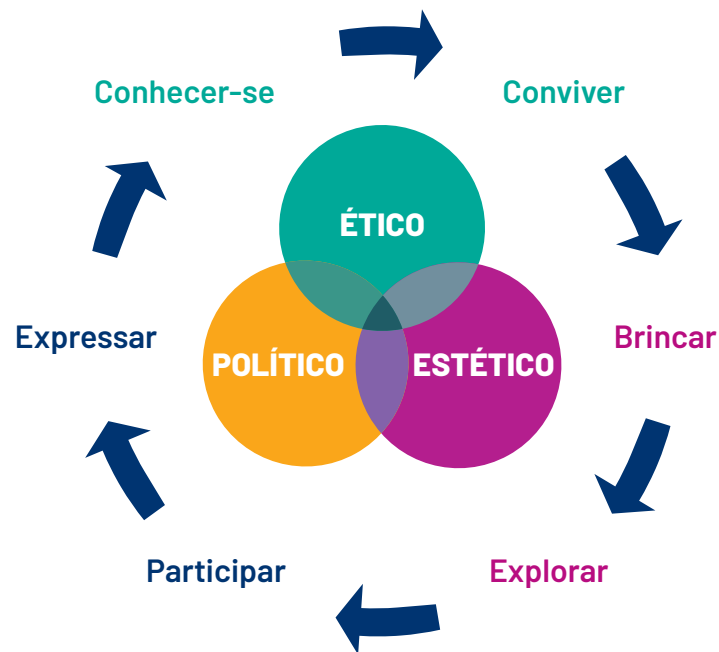 Conhecer-se
Conviver
ÉTICO
Expressar
POLÍTICO
ESTÉTICO
Brincar
Participar
Explorar